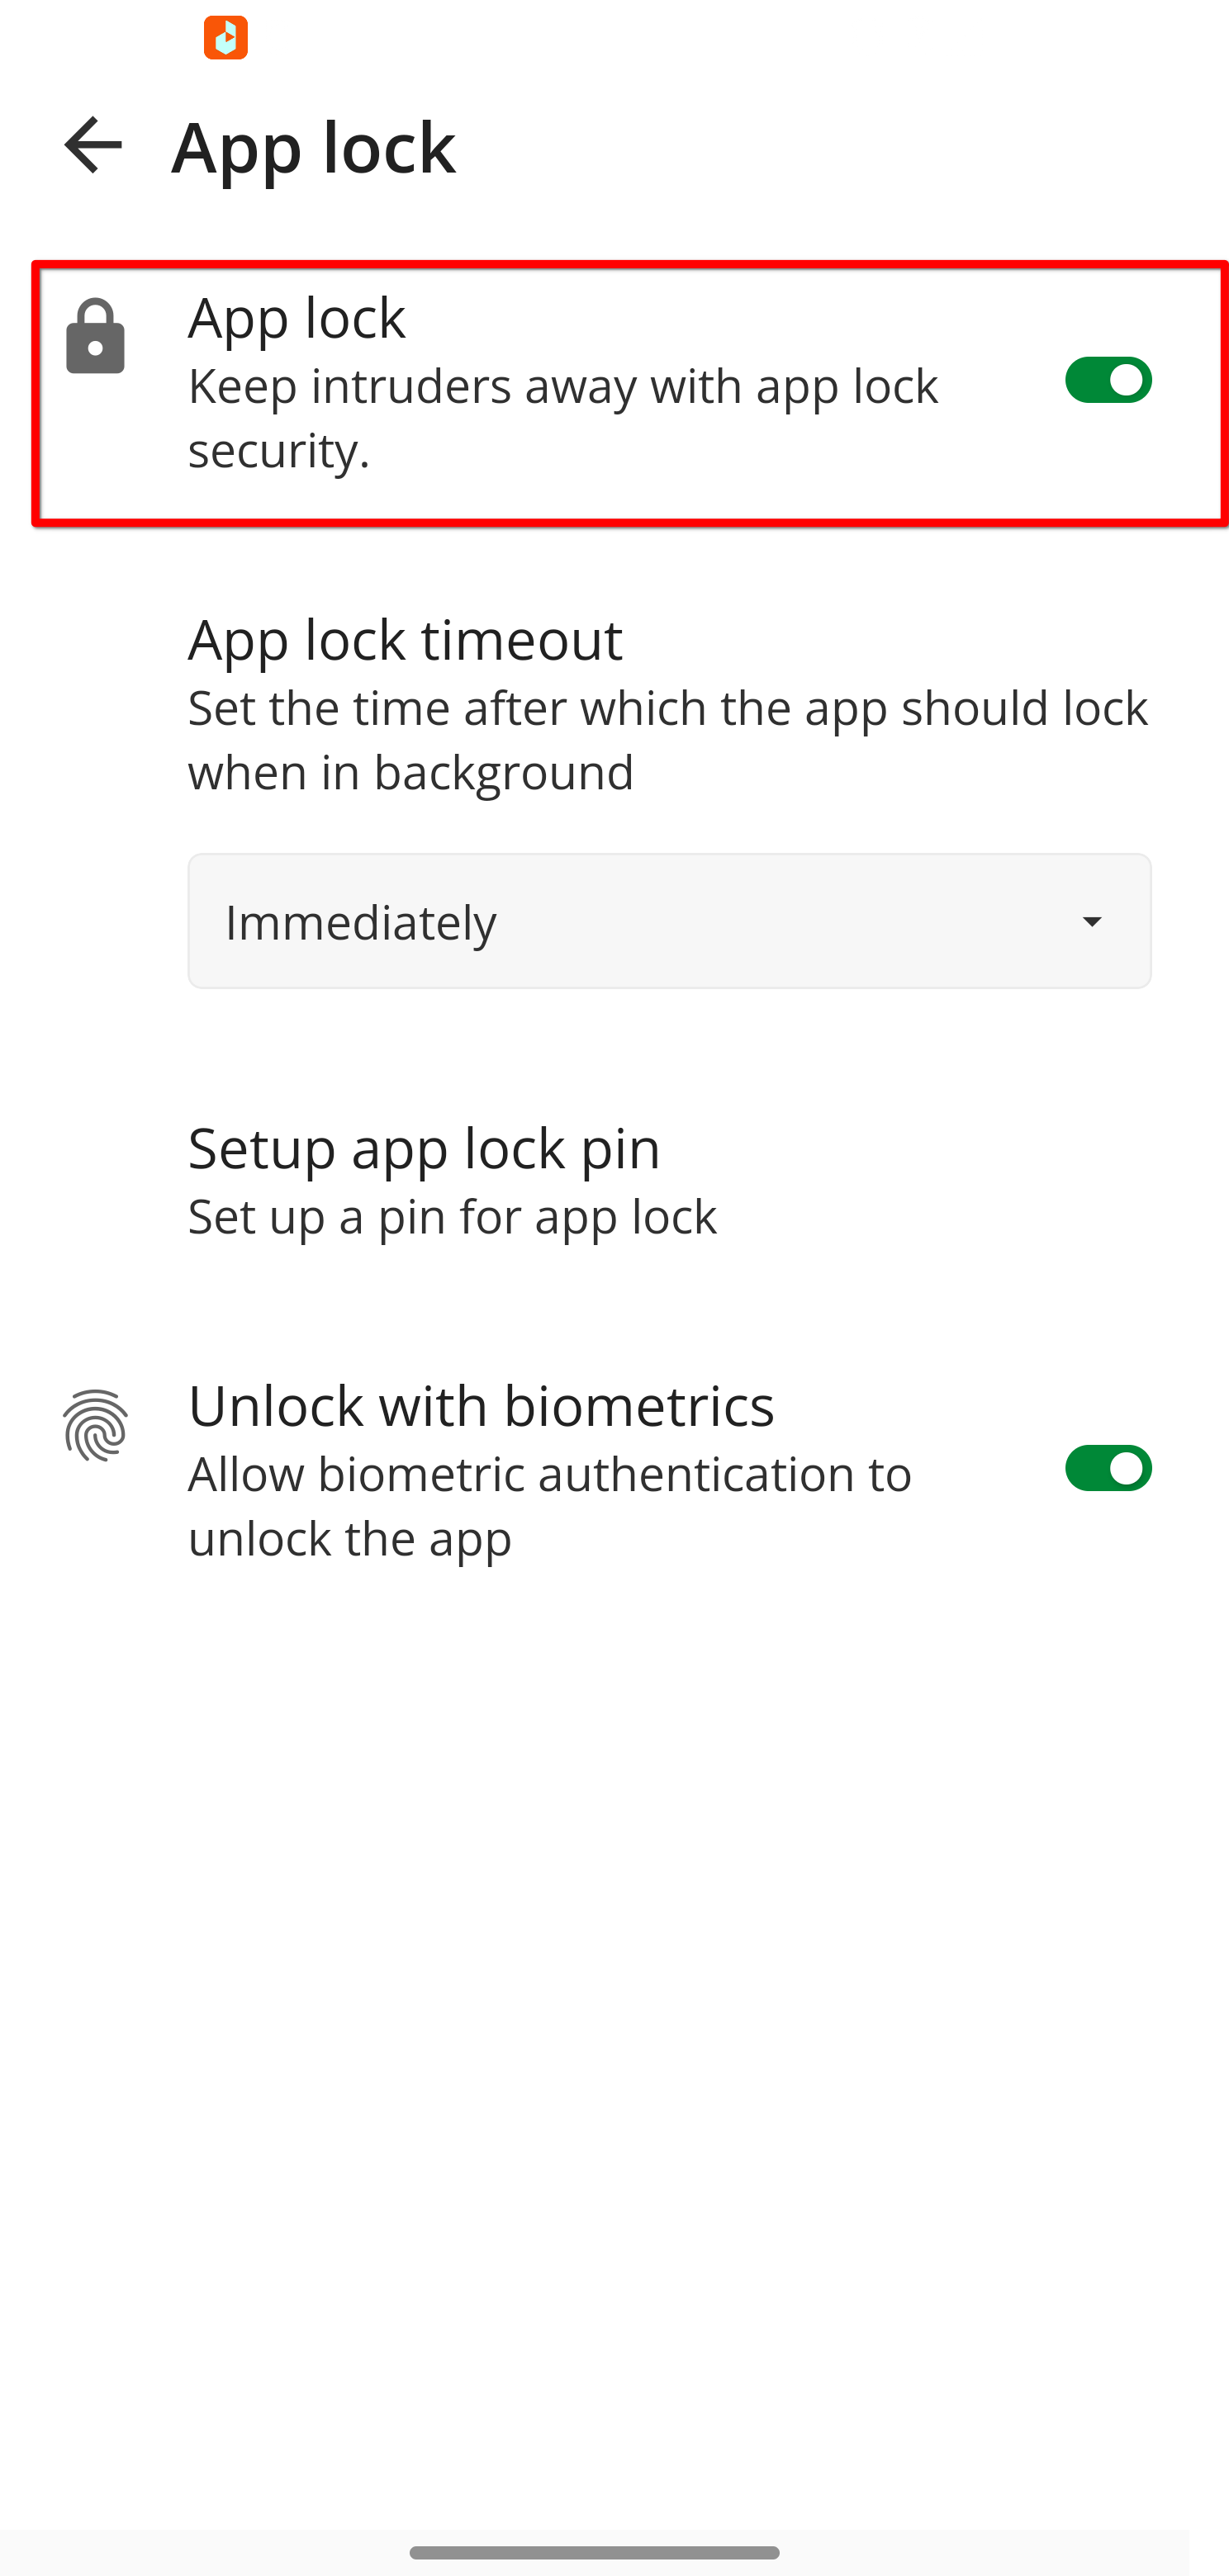 App lock
App lock
Keep intruders away with app lock
security.
App lock timeout
Set the time after which the app should lock
when in background
Immediately
Setup app lock pin
Set up a pin for app lock
Unlock with biometrics
Allow biometric authentication to
unlock the app